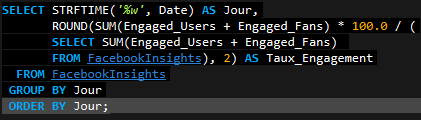 SELECT STRFTIME('%w', Date) AS Jour,
ROUND(SUM(Engaged_Users + Engaged_Fans) * 100.0 / (
SELECT SUM(Engaged_Users + Engaged_Fans)
FROM FacebookInsights), 2) AS Taux_Engagement
FROM FacebookInsights
GROUP BY Jour
ORDER BY Jour;